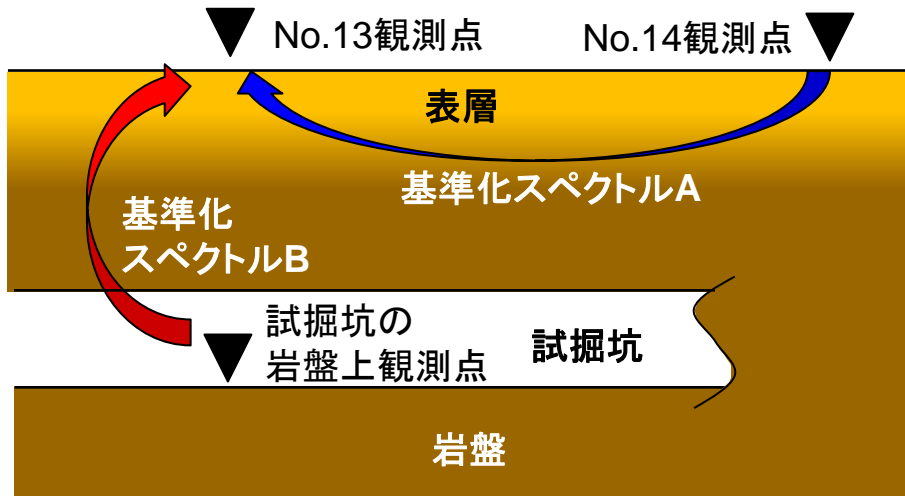 No.13観測点
No.14観測点
表層
基準化スペクトルA
基準化
スペクトルB
試掘坑の
岩盤上観測点
試掘坑
岩盤